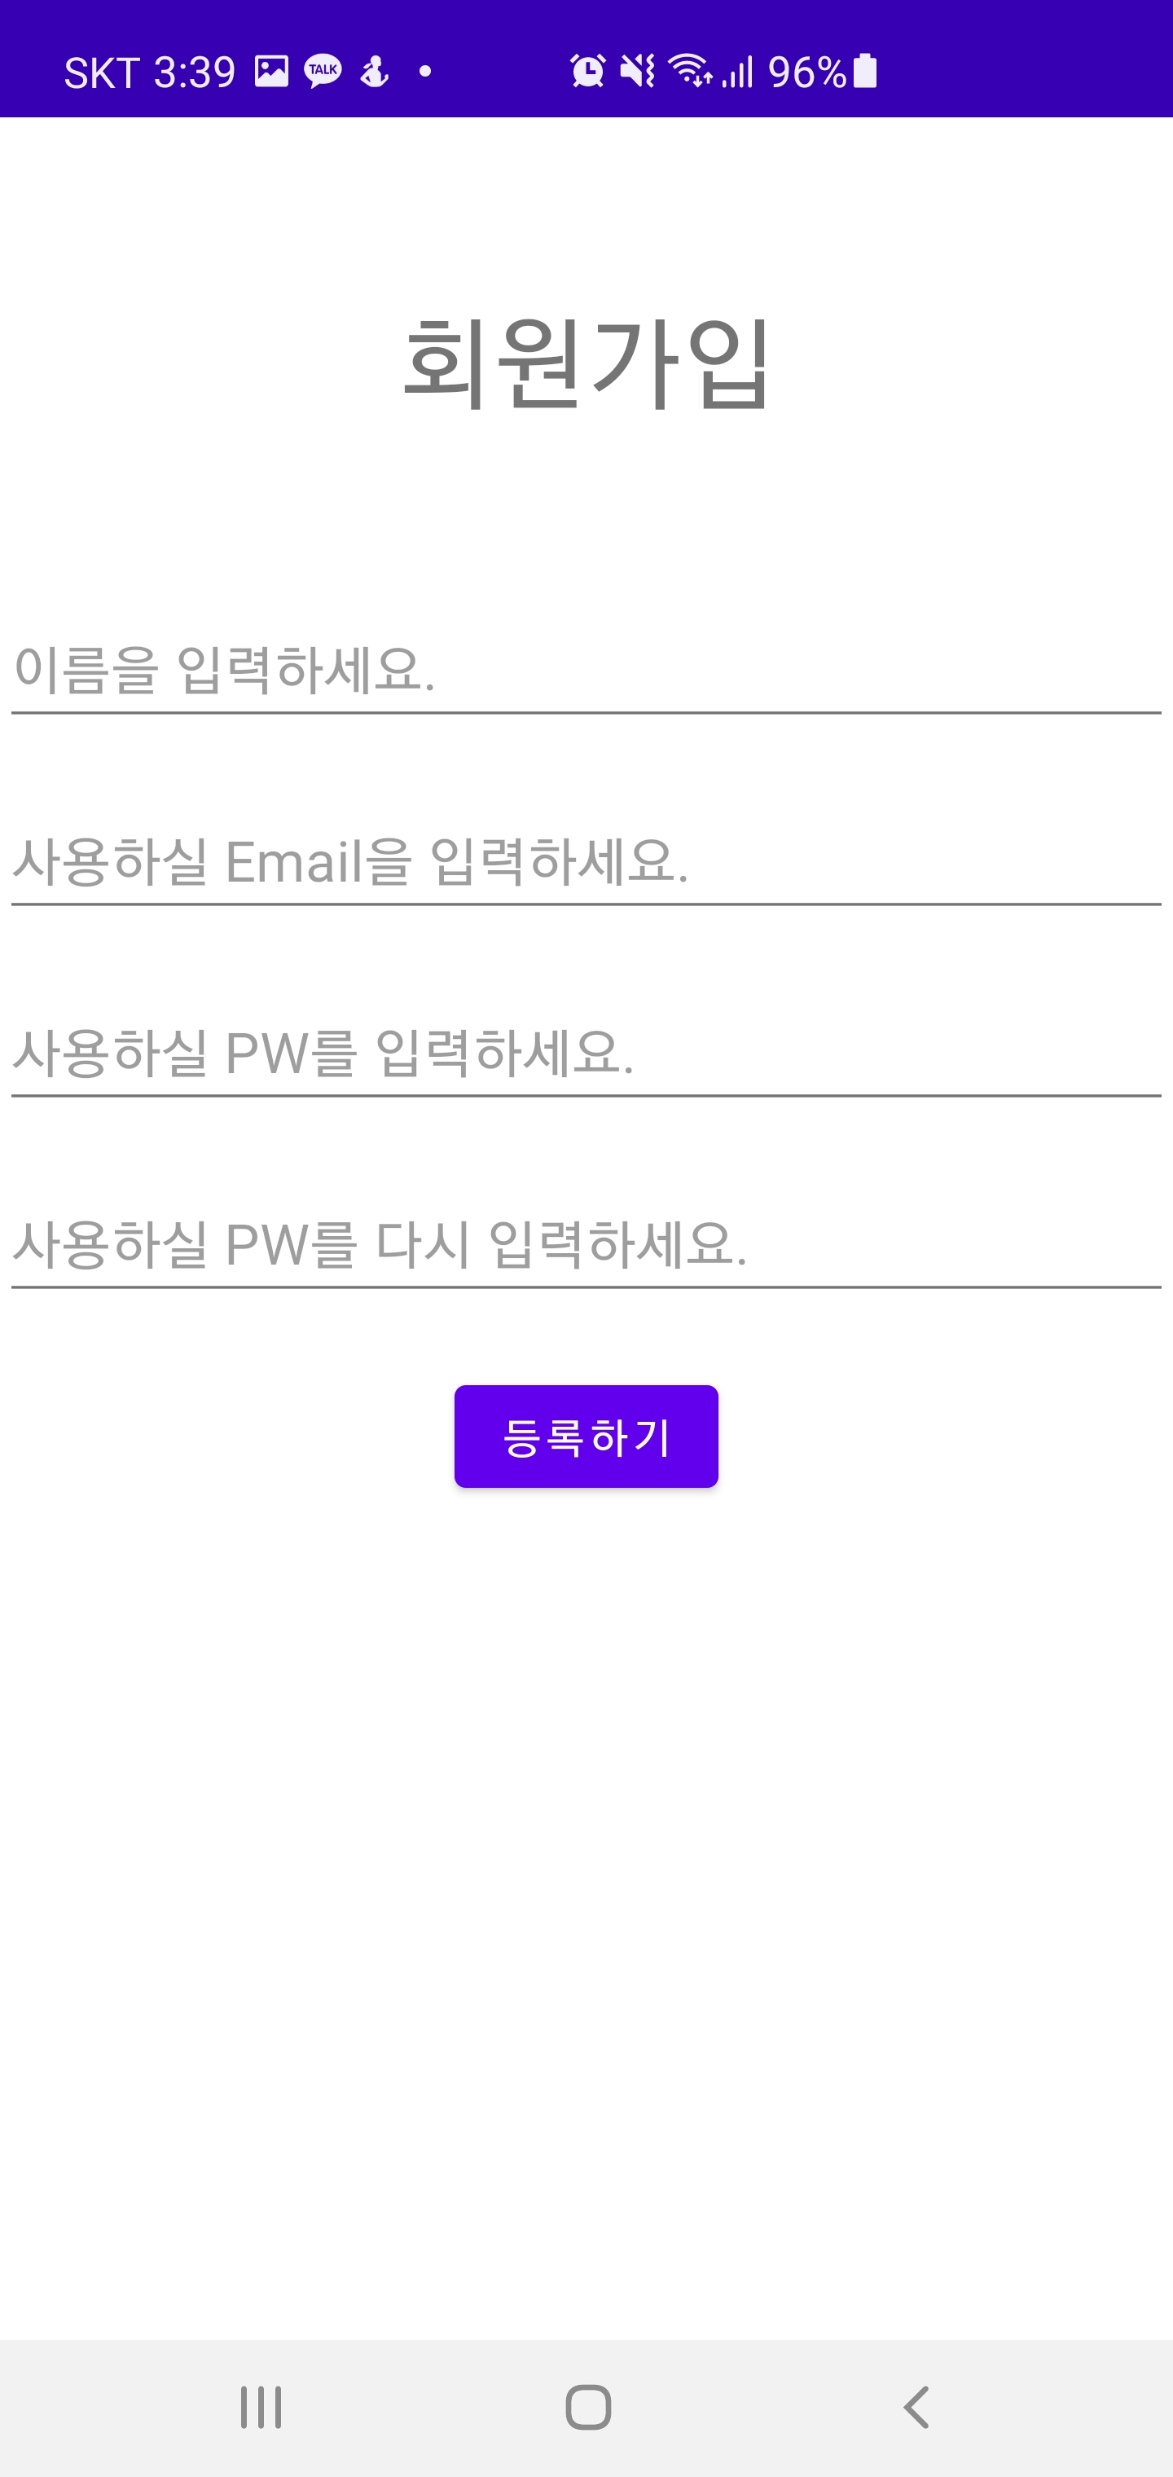 SKT 3:39 TALK 96%
회원가입
이름을 입력하세요.
사용하실 Email을 입력하세요.
사용하실 PW를 입력하세요.
사용하실 PW를 다시 입력하세요.
등록하기